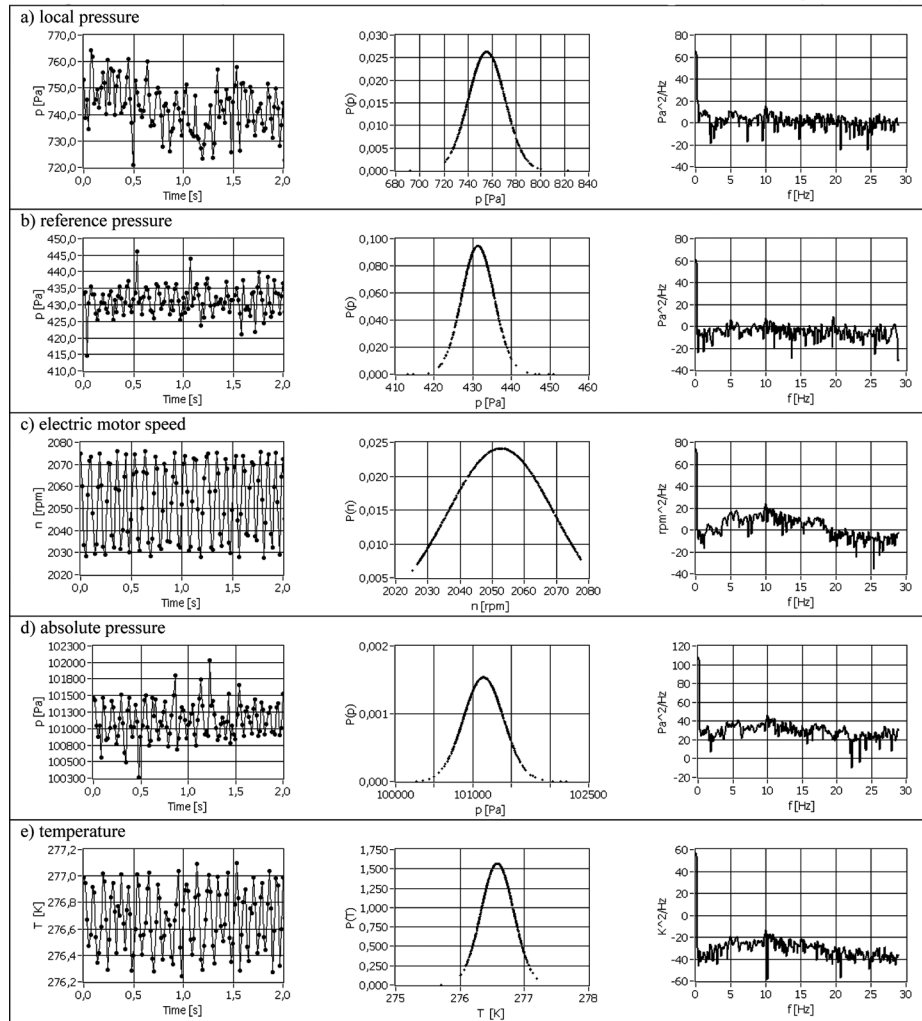 a) local pressure
770,0
760,0
750,0
740,0
730,0
720,0
p [Pa]
0,0 0,5 1,0 1,5 2,0
Time [s]
0,030
0,025
0,020
0,015
0,010
0,005
0,000
P(p)
680 700 720 740 760 780 800 820 840
p [Pa]
80
60
40
20
0
-20
-40
Pa^2/Hz
0 5 10 15 20 25 30
f [Hz]
b) reference pressure
450,0
445,0
440,0
435,0
430,0
425,0
420,0
415,0
410,0
p [Pa]
0,0 0,5 1,0 1,5 2,0
Time [s]
0,100
0,080
0,060
0,040
0,020
0,000
P(p)
410 420 430 440 450 460
p [Pa]
80
60
40
20
0
-20
-40
Pa^2/Hz
0 5 10 15 20 25 30
f [Hz]
c) electric motor speed
2080
2070
2060
2050
2040
2030
2020
n [rpm]
0,0 0,5 1,0 1,5 2,0
Time [s]
0,025
0,020
0,015
0,010
0,005
P(n)
2020 2030 2040 2050 2060 2070 2080
n [rpm]
80
60
40
20
0
-20
-40
rpm^2/Hz
0 5 10 15 20 25 30
f [Hz]
d) absolute pressure
102300
102000
101800
101500
101300
101000
100800
100500
100300
p [Pa]
0,0 0,5 1,0 1,5 2,0
Time [s]
0,002
0,001
0,000
P(p)
100000 101000 102500
p [Pa]
120
100
80
60
40
20
0
-20
Pa^2/Hz
0 5 10 15 20 25 30
f [Hz]
e) temperature
277,2
277,0
276,8
276,6
276,4
276,2
T [K]
0,0 0,5 1,0 1,5 2,0
Time [s]
1,750
1,500
1,250
1,000
0,750
0,500
0,250
0,000
P(T)
275 276 277 278
T [K]
60
40
20
0
-20
-40
-60
K^2/Hz
0 5 10 15 20 25 30
f [Hz]